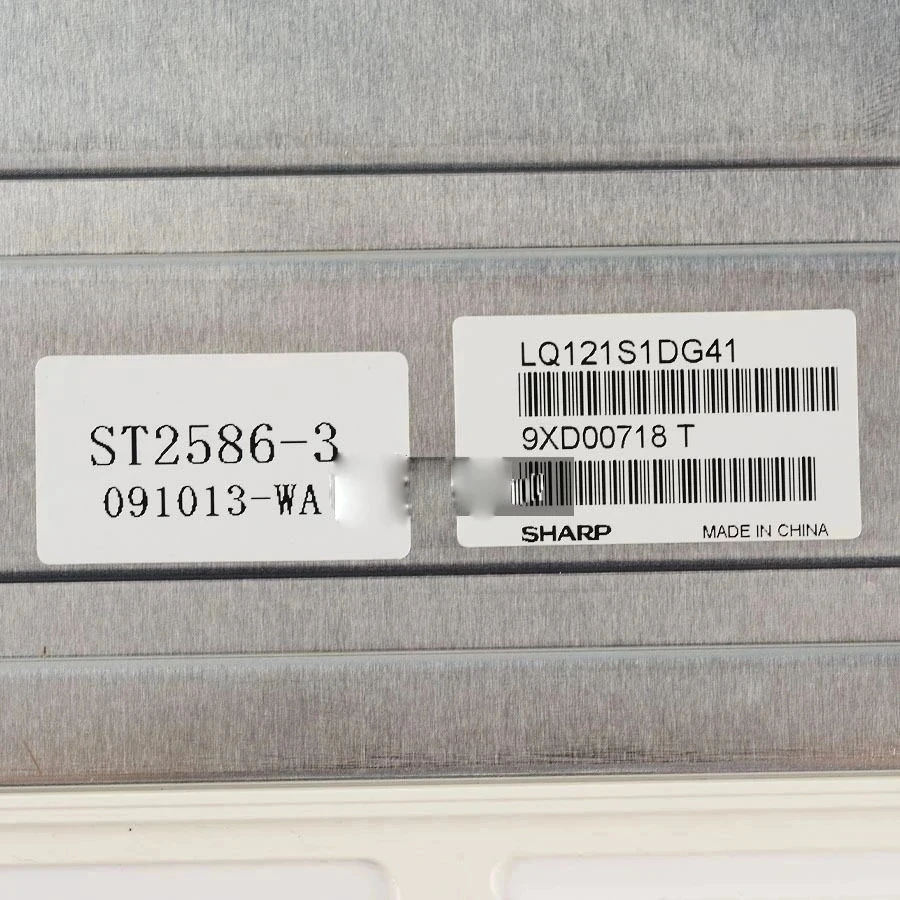 ST2586-3
091013-WA
LQ121S1DG41
9XD00718 T
SHARP
MADE IN CHINA